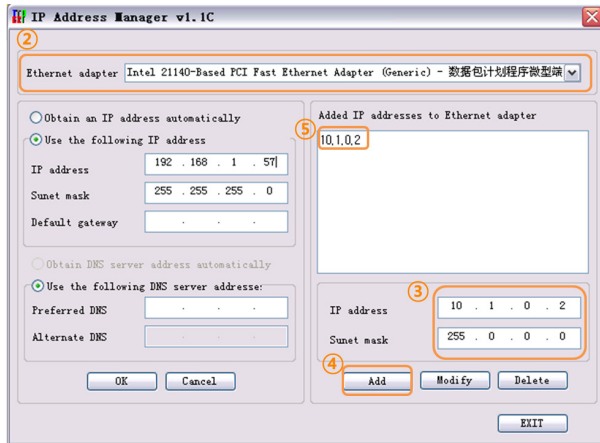 IP Address Manager v1.1C
②
Ethernet adapter Intel 21140-Based PCI Fast Ethernet Adapter (Generic) - 数据包计划程序微型端
Obtain an IP address automatically
Use the following IP address
IP address 192 . 168 . 1 . 57
Sunet mask 255 . 255 . 255 . 0
Default gateway . . .
Obtain DNS server address automatically
Use the following DNS server addresse:
Preferred DNS . . .
Alternate DNS . . .
OK Cancel
Added IP addresses to Ethernet adapter
⑤
10.1.0.2
③
IP address 10 . 1 . 0 . 2
Sunet mask 255 . 0 . 0 . 0
④
Add Modify Delete
EXIT